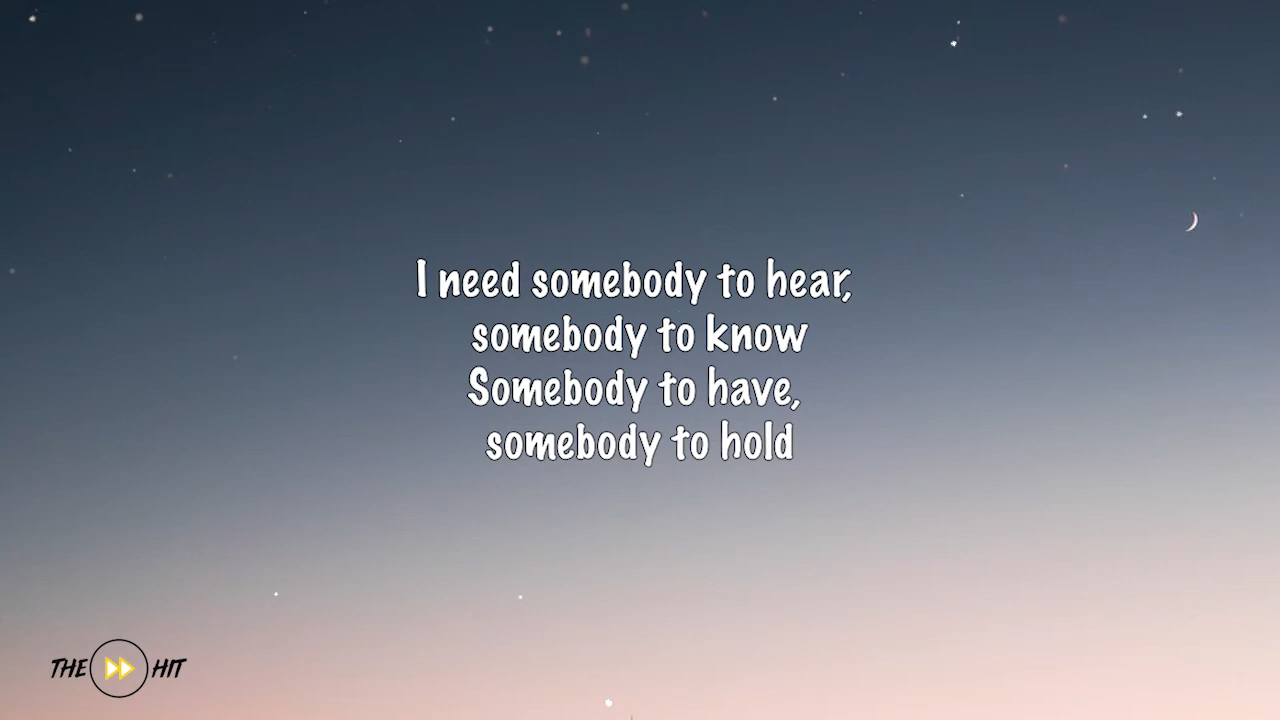 I need somebody to hear,
somebody to know
Somebody to have,
somebody to hold
THE HIT